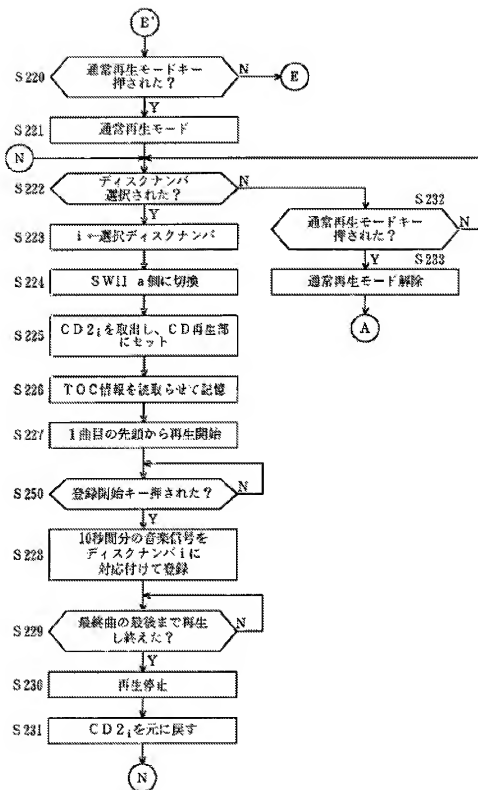 E'
S220
通常再生モードキー
押された?
N
E
Y
S221
通常再生モード
N
S222
ディスクナンバ
選択された?
N
Y
S232
通常再生モードキー
押された?
N
S223
i←選択ディスクナンバ
Y
S233
通常再生モード解除
S224
SW11 a側に切換
A
S225
CD2iを取出し、CD再生部
にセット
S226
TOC情報を読取らせて記憶
S227
1曲目の先頭から再生開始
S250
登録開始キー押された?
N
Y
S228
10秒間分の音楽信号を
ディスクナンバiに
対応付けて登録
S229
最終曲の最後まで再生
し終えた?
N
Y
S230
再生停止
S231
CD2iを元に戻す
N